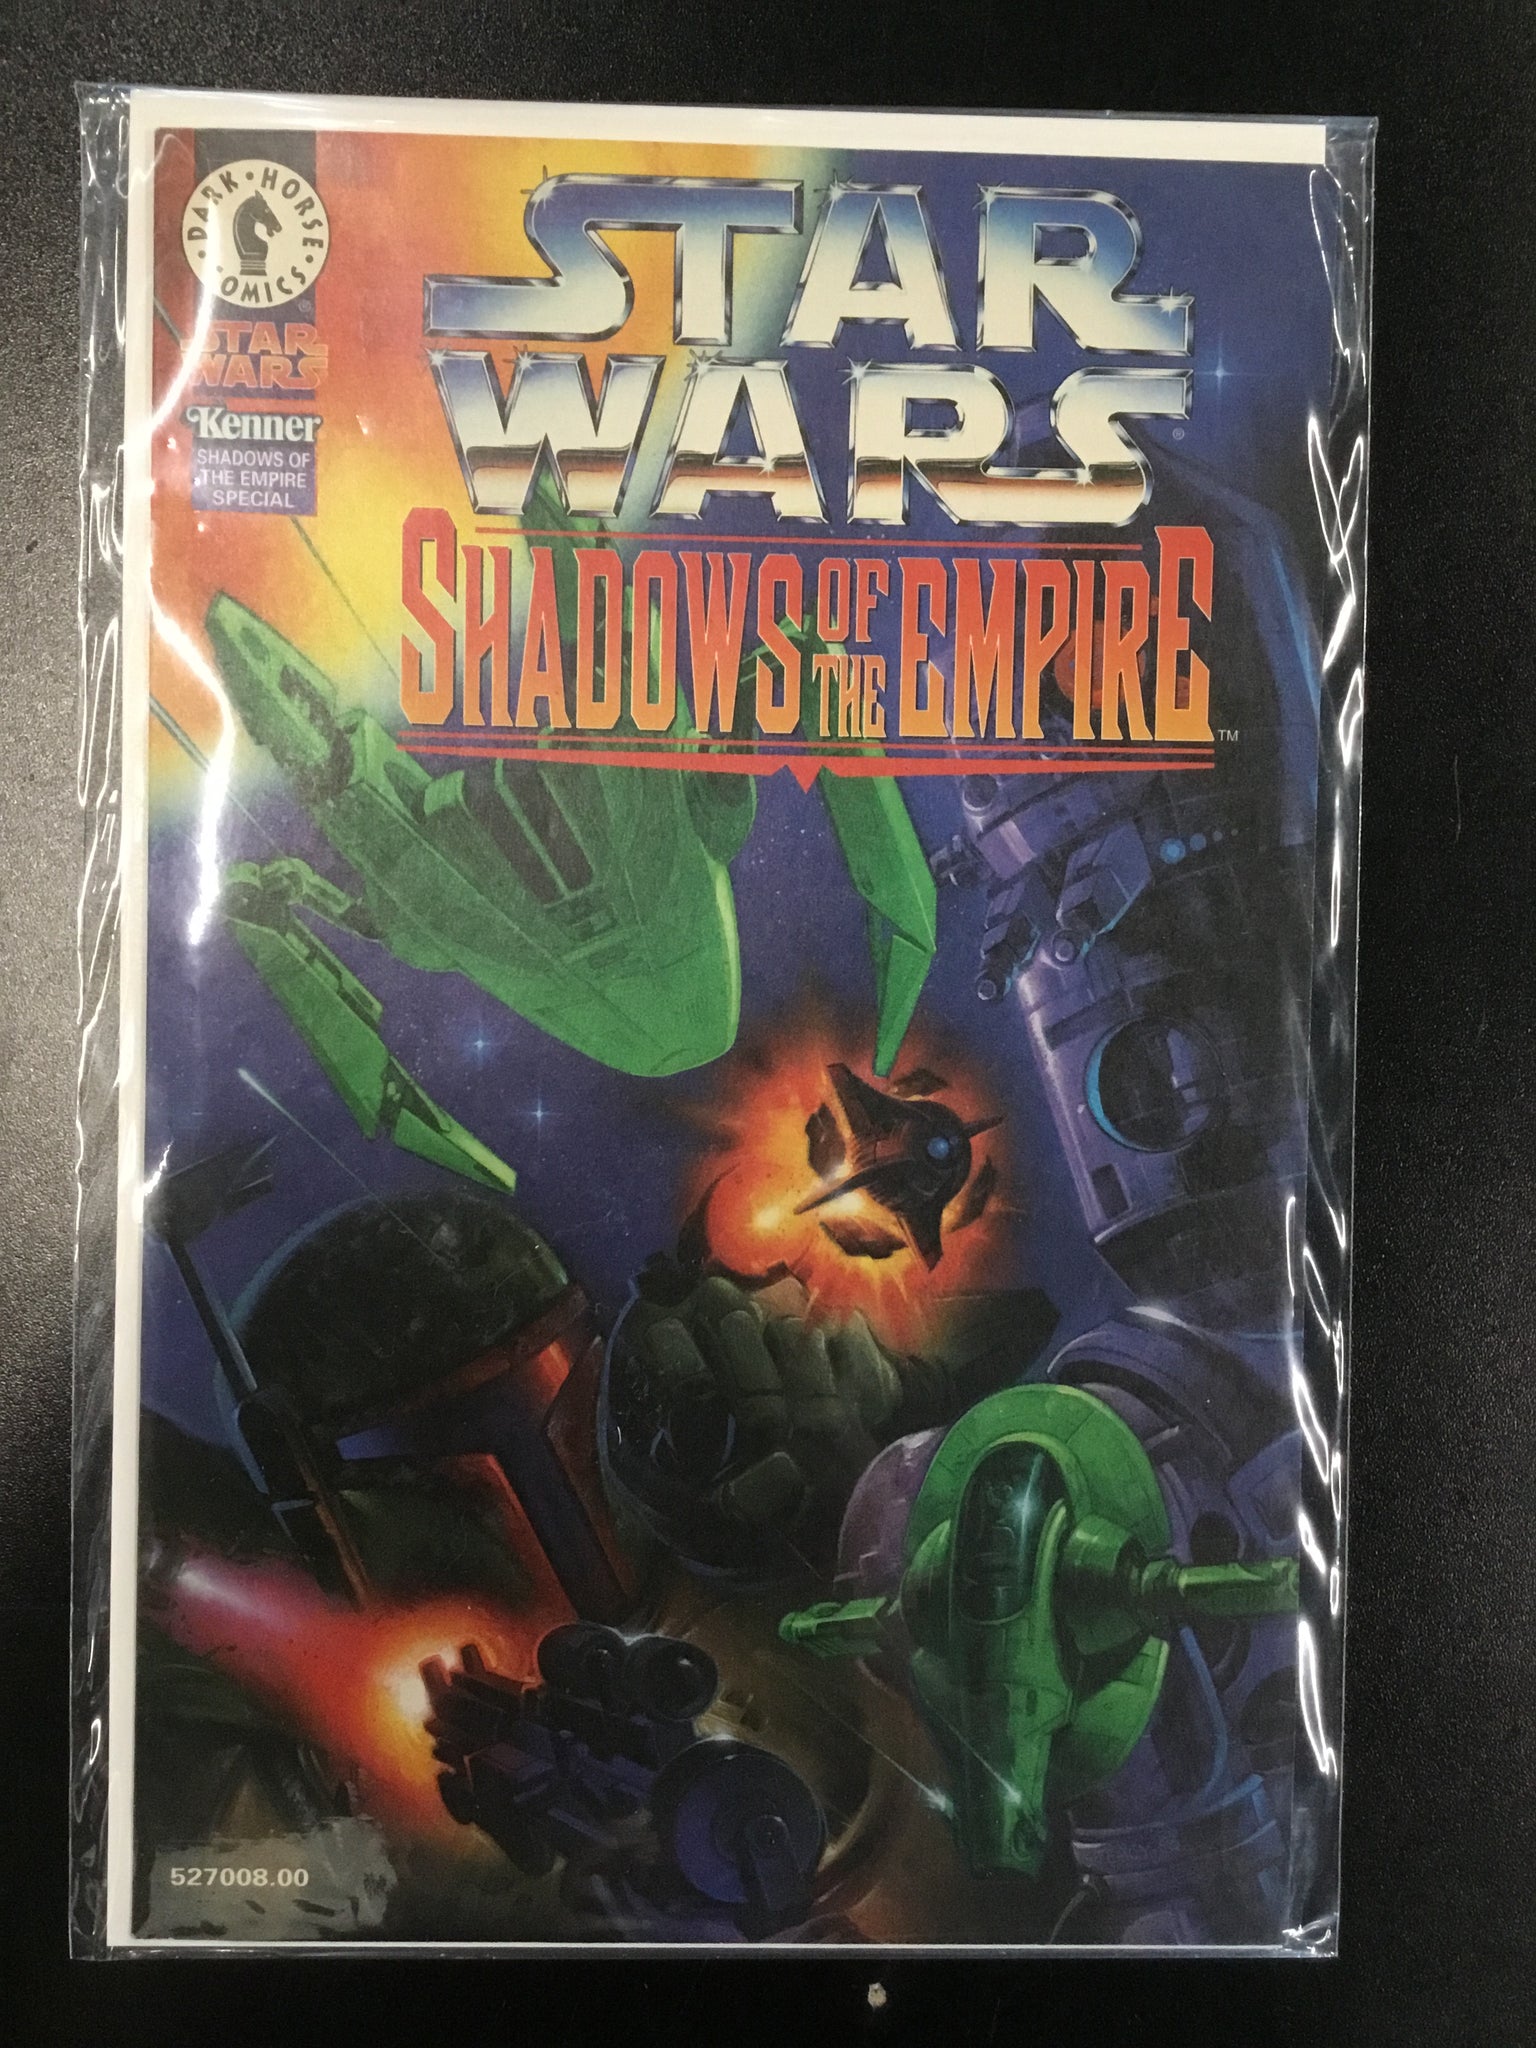 DARK • HORSE • COMICS •
®
STAR
WARS
Kenner
SHADOWS OF
THE EMPIRE
SPECIAL
STAR
WARS
®
SHADOWS OF THE EMPIRE
TM
527008.00